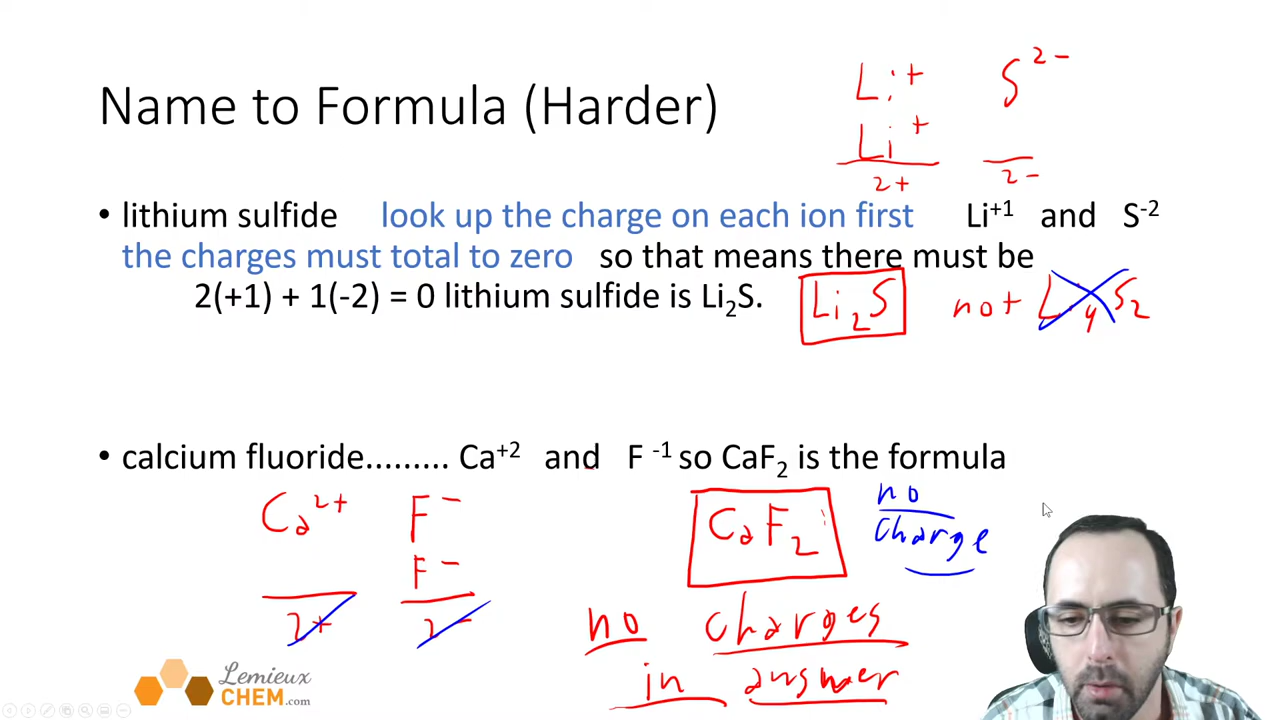 Li⁺ S²⁻
Name to Formula (Harder)
Li⁺
2+ 2-
• lithium sulfide look up the charge on each ion first Li⁺¹ and S⁻²
the charges must total to zero so that means there must be
2(+1) + 1(-2) = 0 lithium sulfide is Li₂S. Li₂S not L₄S₂
• calcium fluoride......... Ca⁺² and F ⁻¹ so CaF₂ is the formula
Ca²⁺ F⁻ CaF₂ no
charge
F⁻
2+ 2- no charges
in answer
Lemieux
CHEM.com